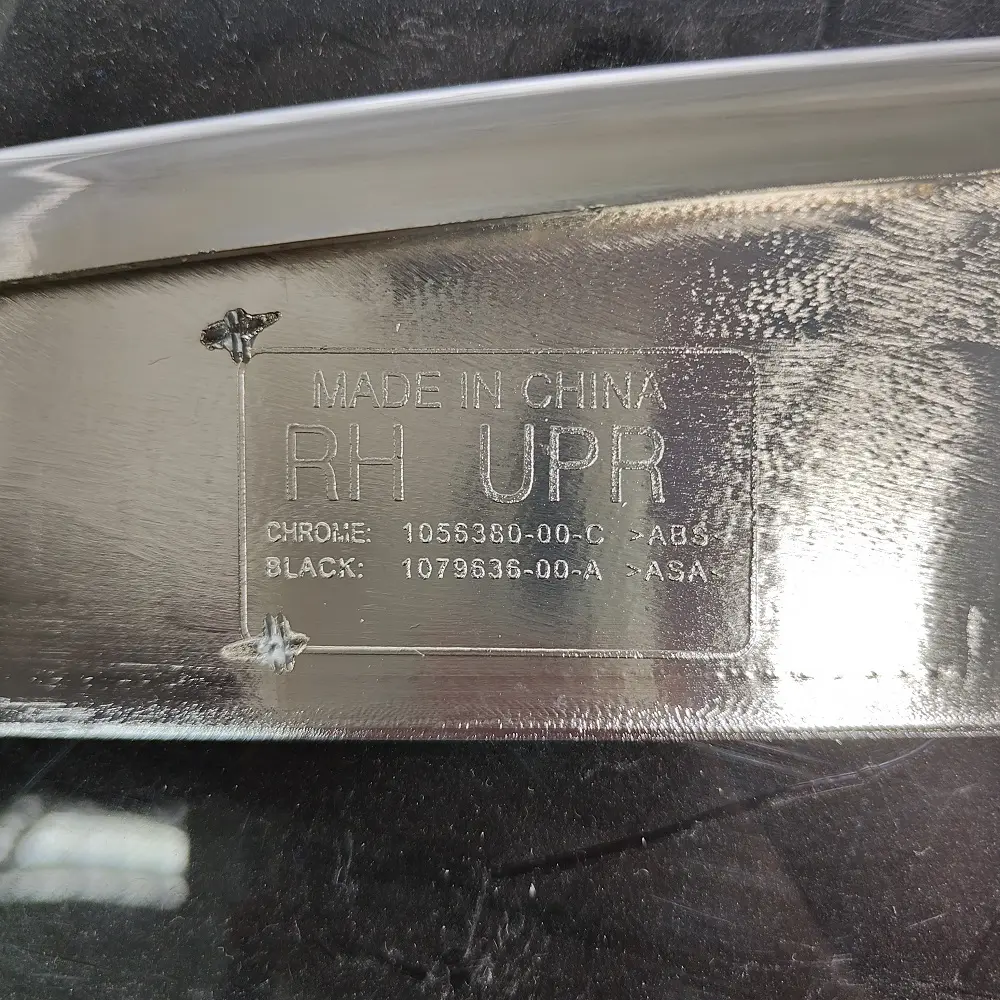 MADE IN CHINA
RH UPR
CHROME: 1056380-00-C >ABS<
BLACK: 1079636-00-A >ASA<